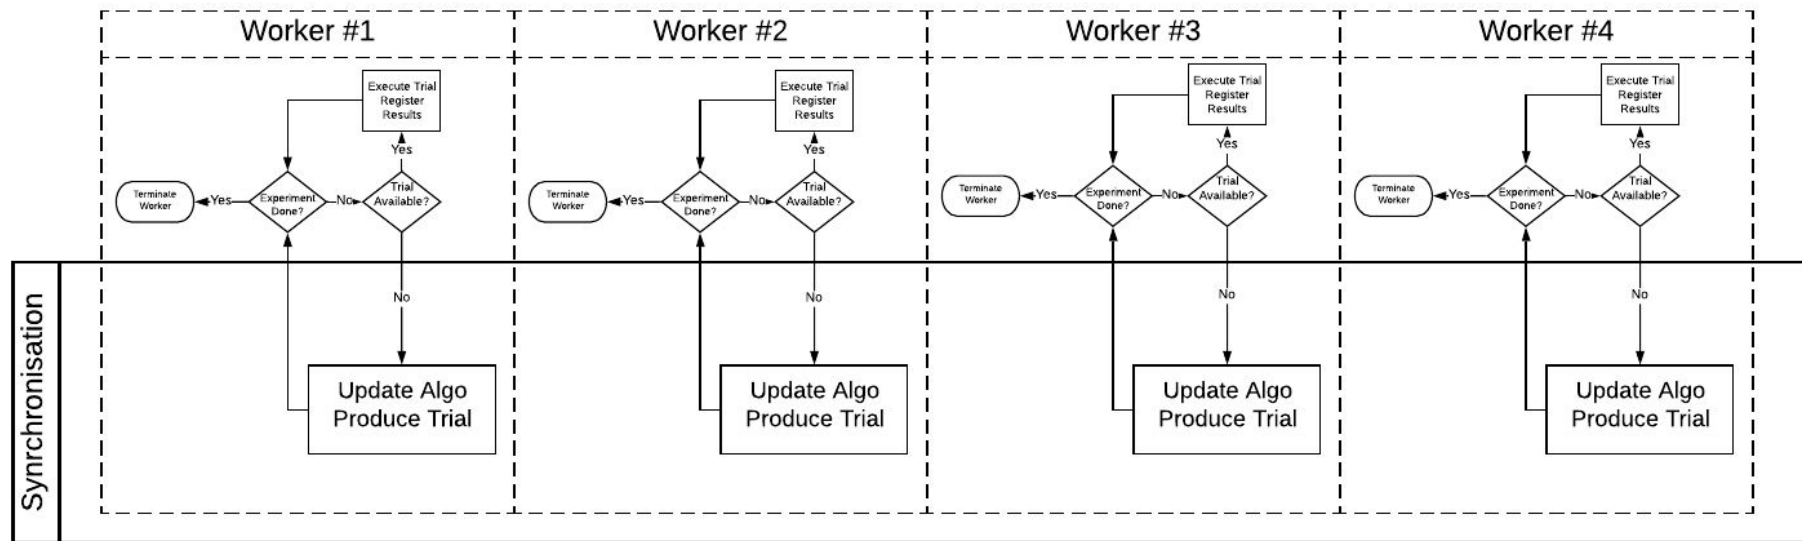 Worker #1
Worker #2
Worker #3
Worker #4
Execute Trial
Register
Results
Yes
Terminate
Worker
Yes
Experiment
Done?
No
Trial
Available?
No
Update Algo
Produce Trial
Execute Trial
Register
Results
Yes
Terminate
Worker
Yes
Experiment
Done?
No
Trial
Available?
No
Update Algo
Produce Trial
Execute Trial
Register
Results
Yes
Terminate
Worker
Yes
Experiment
Done?
No
Trial
Available?
No
Update Algo
Produce Trial
Execute Trial
Register
Results
Yes
Terminate
Worker
Yes
Experiment
Done?
No
Trial
Available?
No
Update Algo
Produce Trial
Synrchronisation